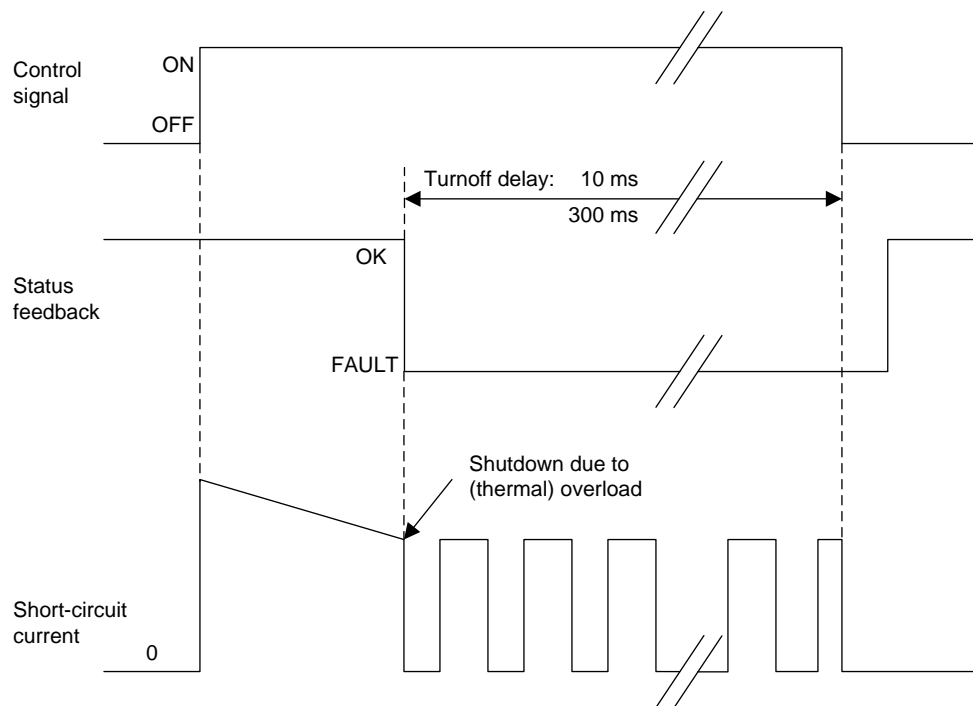 Control
signal
ON
OFF
Turnoff delay: 10 ms
300 ms
Status
feedback
OK
FAULT
Shutdown due to
(thermal) overload
Short-circuit
current
0